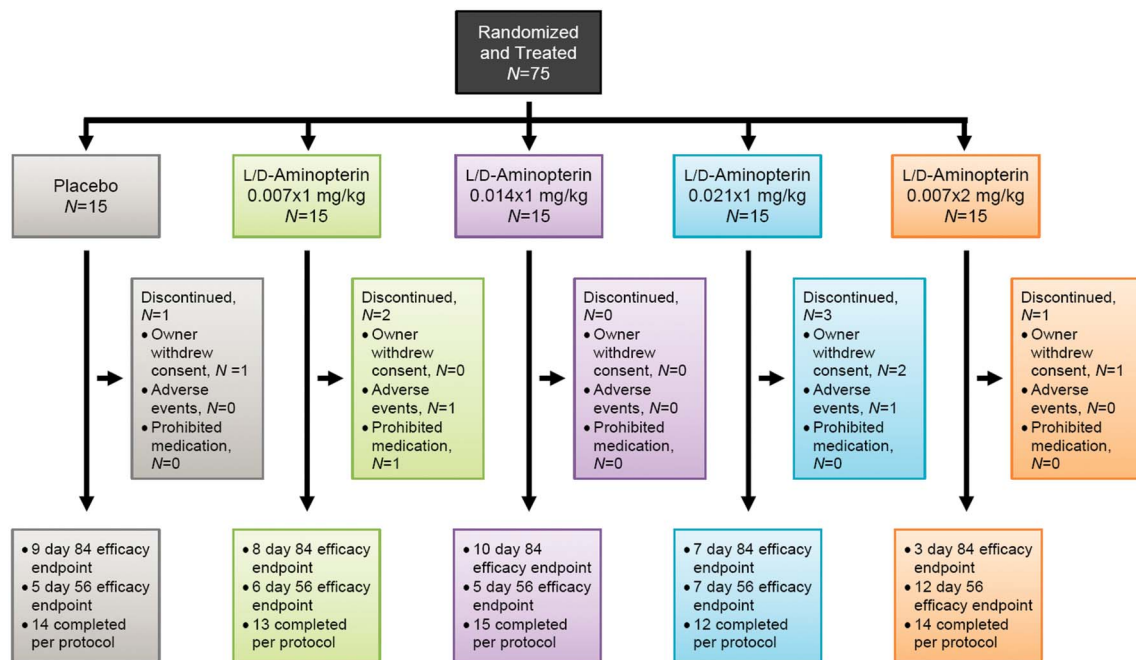 Randomized
and Treated
N=75
Placebo
N=15
L/D-Aminopterin
0.007x1 mg/kg
N=15
L/D-Aminopterin
0.014x1 mg/kg
N=15
L/D-Aminopterin
0.021x1 mg/kg
N=15
L/D-Aminopterin
0.007x2 mg/kg
N=15
Discontinued,
N=1
• Owner
withdrew
consent, N =1
• Adverse
events, N=0
• Prohibited
medication,
N=0
Discontinued,
N=2
• Owner
withdrew
consent, N=0
• Adverse
events, N=1
• Prohibited
medication,
N=1
Discontinued,
N=0
• Owner
withdrew
consent, N=0
• Adverse
events, N=0
• Prohibited
medication,
N=0
Discontinued,
N=3
• Owner
withdrew
consent, N=2
• Adverse
events, N=1
• Prohibited
medication,
N=0
Discontinued,
N=1
• Owner
withdrew
consent, N=1
• Adverse
events, N=0
• Prohibited
medication,
N=0
• 9 day 84 efficacy
endpoint
• 5 day 56 efficacy
endpoint
• 14 completed
per protocol
• 8 day 84 efficacy
endpoint
• 6 day 56 efficacy
endpoint
• 13 completed
per protocol
• 10 day 84
efficacy endpoint
• 5 day 56 efficacy
endpoint
• 15 completed
per protocol
• 7 day 84 efficacy
endpoint
• 7 day 56 efficacy
endpoint
• 12 completed
per protocol
• 3 day 84 efficacy
endpoint
• 12 day 56
efficacy endpoint
• 14 completed
per protocol